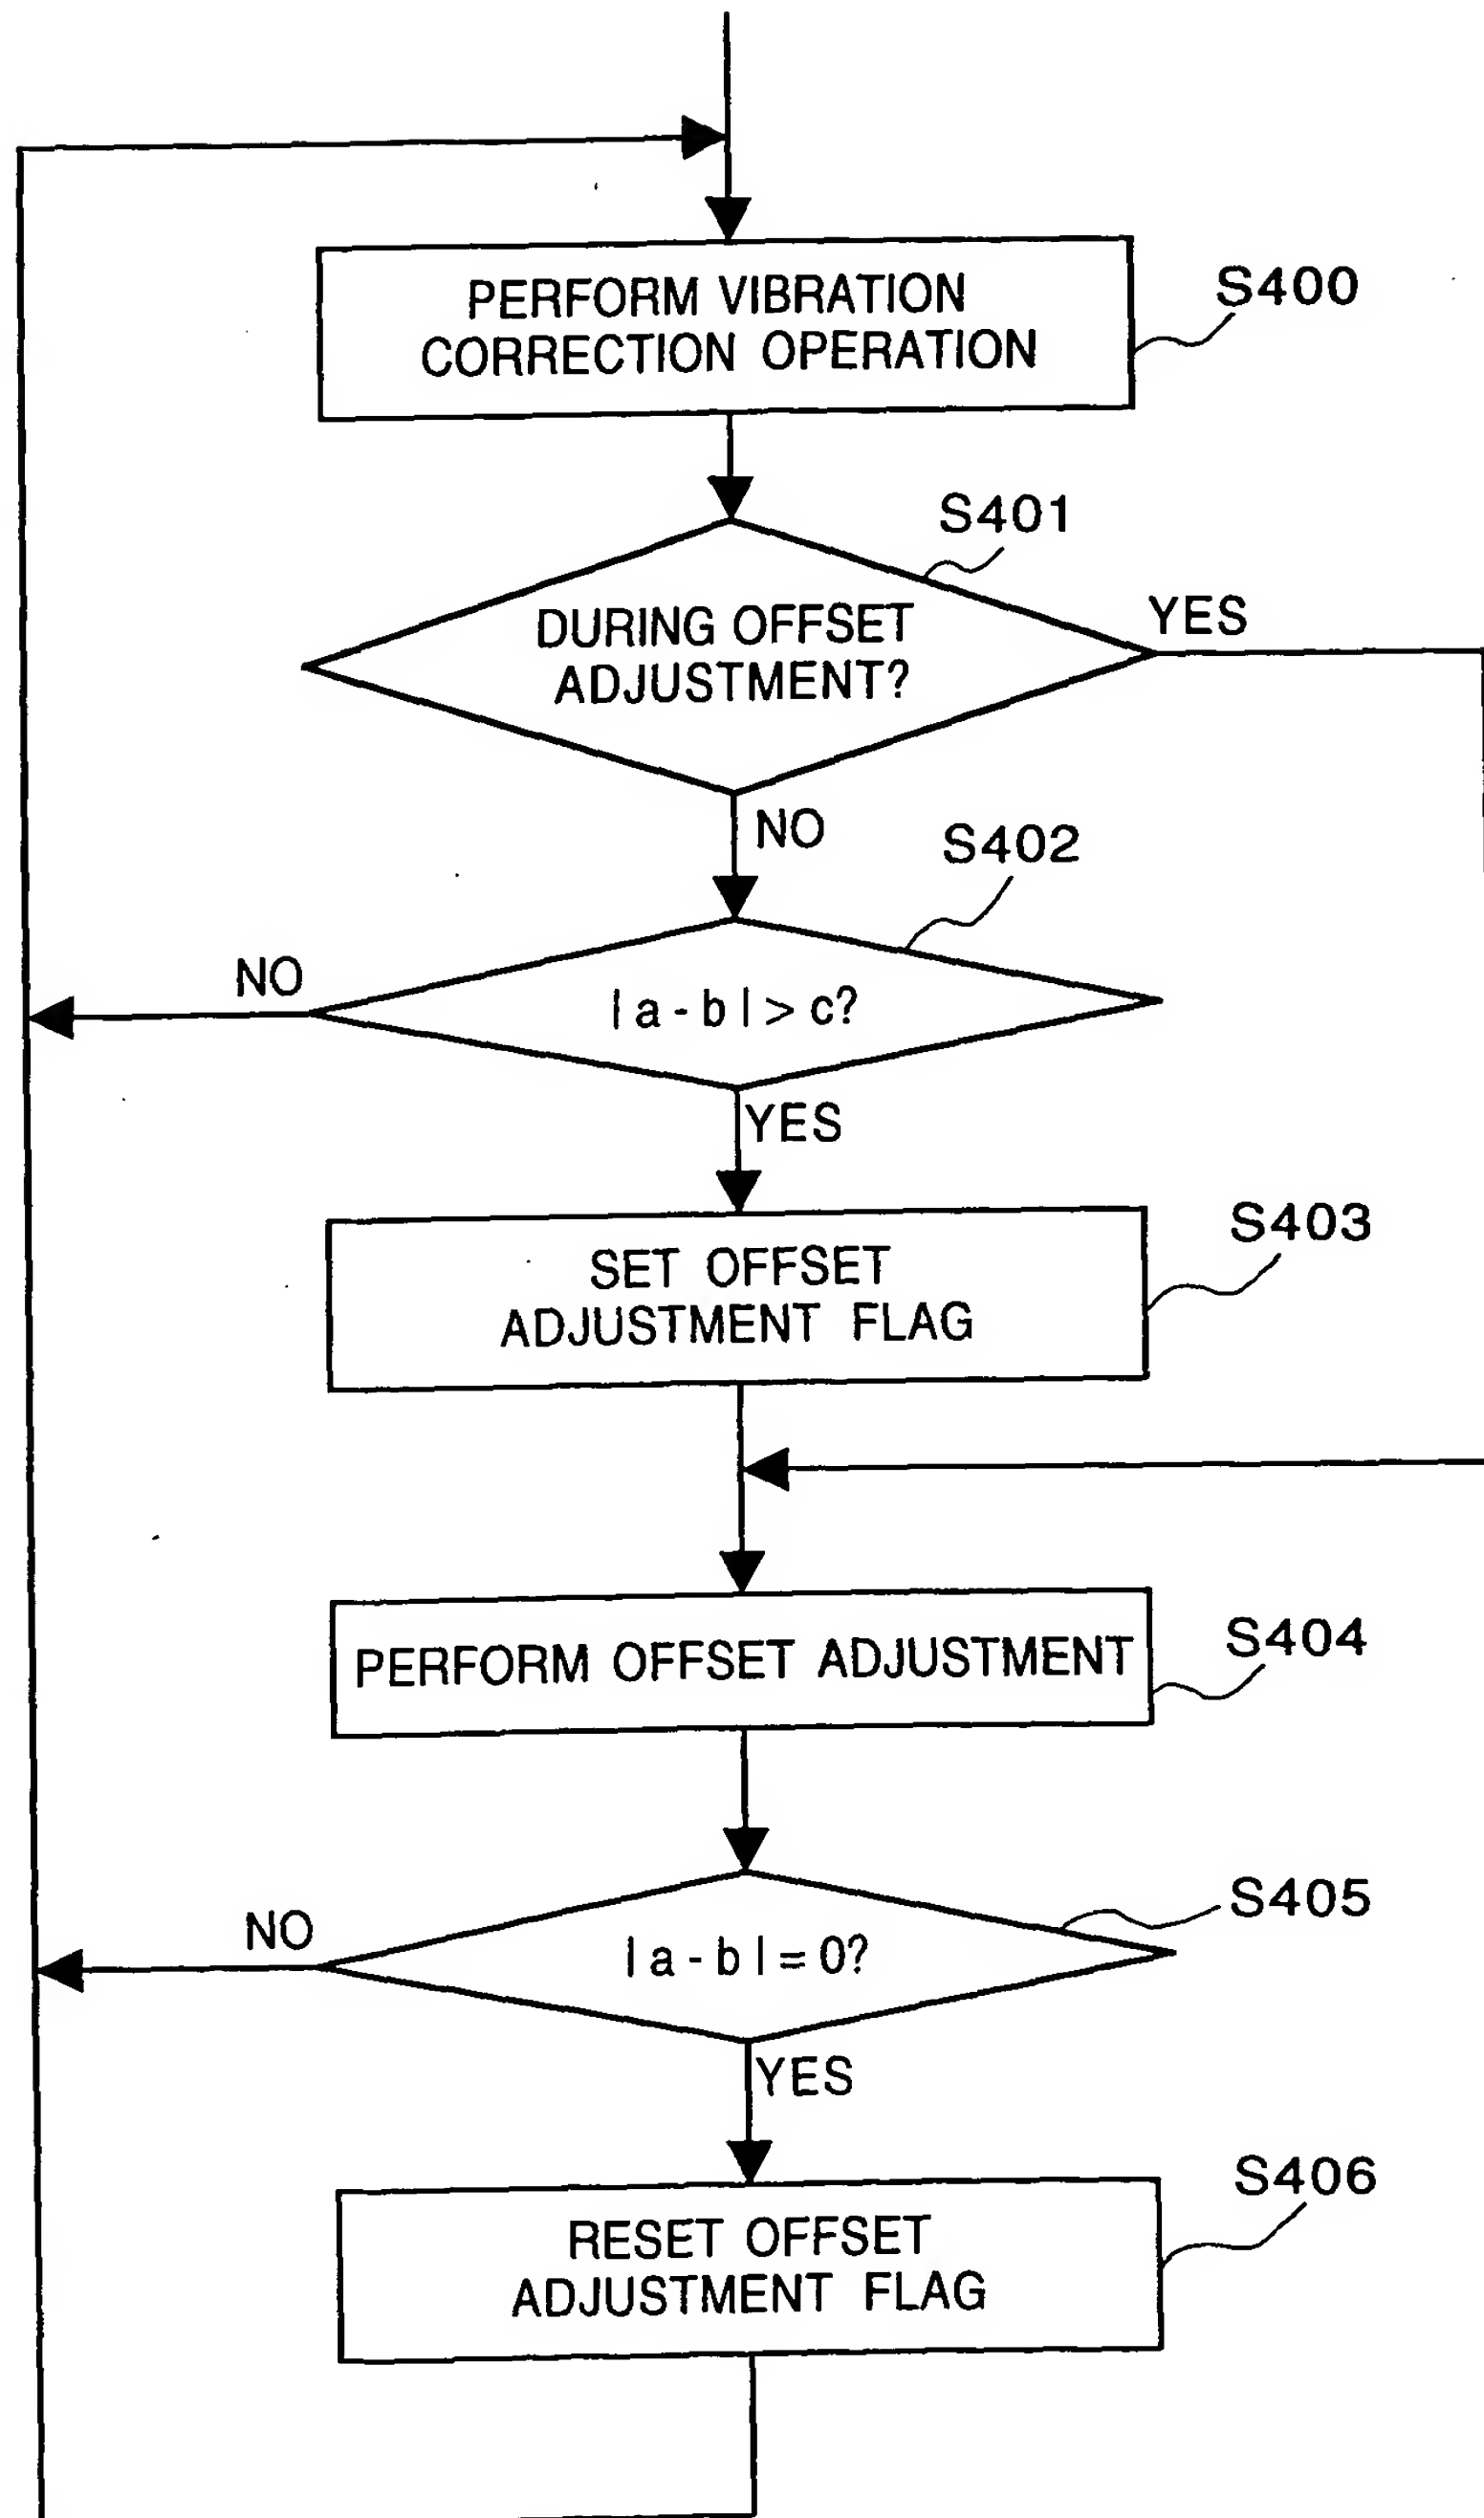 PERFORM VIBRATION
CORRECTION OPERATION
S400
S401
DURING OFFSET
ADJUSTMENT?
YES
NO
S402
| a - b | > c?
NO
YES
S403
SET OFFSET
ADJUSTMENT FLAG
S404
PERFORM OFFSET ADJUSTMENT
S405
| a - b | = 0?
NO
YES
S406
RESET OFFSET
ADJUSTMENT FLAG